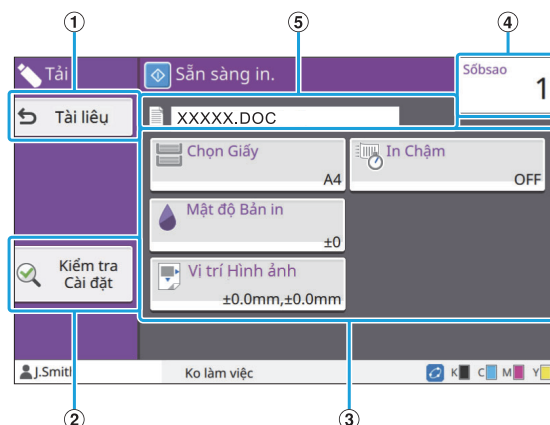 ① ⑤ ④
Tải
Sẵn sàng in.
Sốbsao
1
Tài liệu
XXXXX.DOC
Chọn Giấy
A4
In Chậm
OFF
Mật độ Bản in
±0
Kiểm tra
Cài đặt
Vị trí Hình ảnh
±0.0mm,±0.0mm
J.Smith
Ko làm việc
K C M Y
② ③